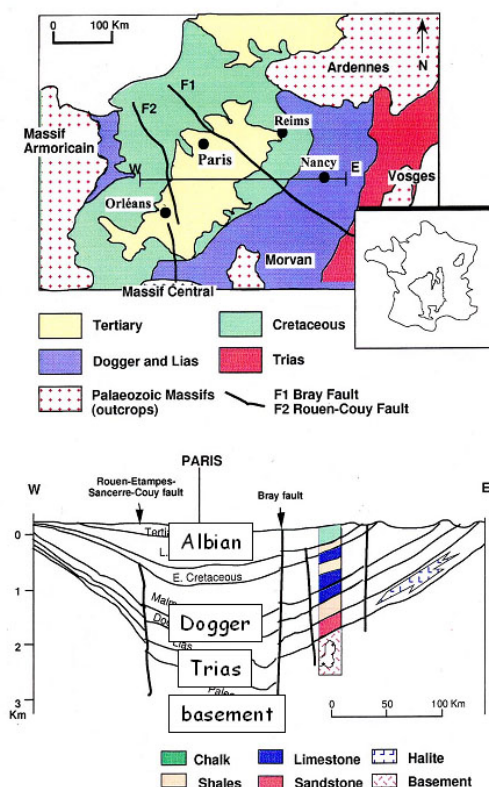 0 100 Km
N
Ardennes
F1
F2
Massif
Armoricain
Reims
Paris
Nancy
W E
Vosges
Orléans
Morvan
Massif Central
Tertiary Cretaceous
Dogger and Lias Trias
Palaeozoic Massifs
(outcrops)
F1 Bray Fault
F2 Rouen-Couy Fault
PARIS
W E
Rouen-Etampes-
Sancerre-Couy fault
Bray fault
0
Albian
L.
E. Cretaceous
1
Dogger
Lias
2
Trias
basement
3
Km
0 50 100 Km
Chalk Limestone Halite
Shales Sandstone Basement